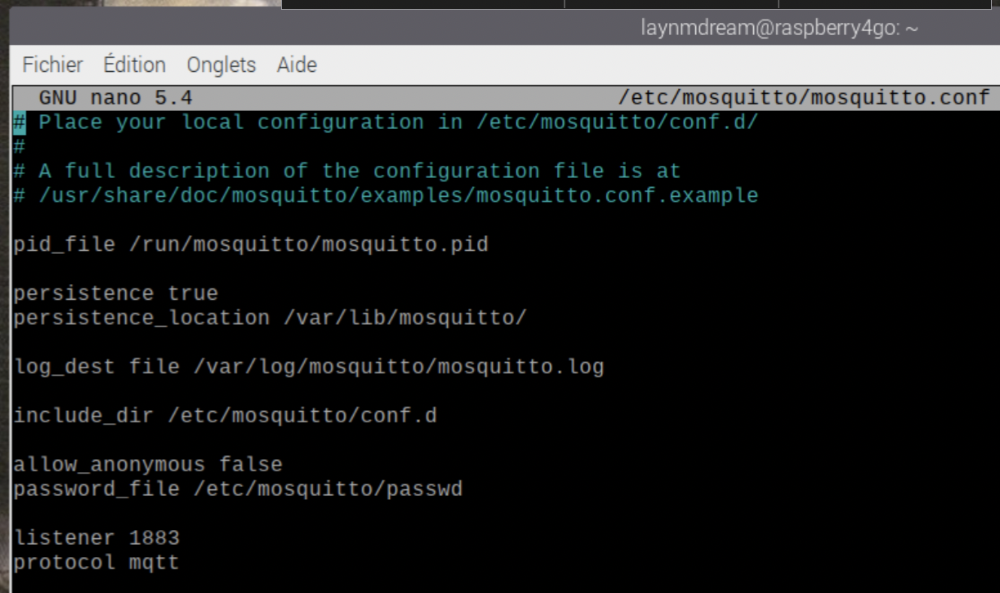 laynmdream@raspberry4go: ~
Fichier Édition Onglets Aide
GNU nano 5.4 /etc/mosquitto/mosquitto.conf
# Place your local configuration in /etc/mosquitto/conf.d/
#
# A full description of the configuration file is at
# /usr/share/doc/mosquitto/examples/mosquitto.conf.example
pid_file /run/mosquitto/mosquitto.pid
persistence true
persistence_location /var/lib/mosquitto/
log_dest file /var/log/mosquitto/mosquitto.log
include_dir /etc/mosquitto/conf.d
allow_anonymous false
password_file /etc/mosquitto/passwd
listener 1883
protocol mqtt